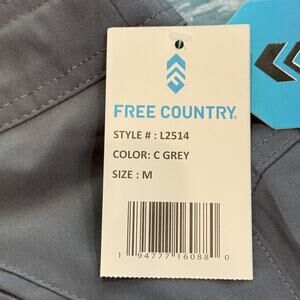 FREE COUNTRY®
STYLE # : L2514
COLOR: C GREY
SIZE : M
1 94777 16088 0